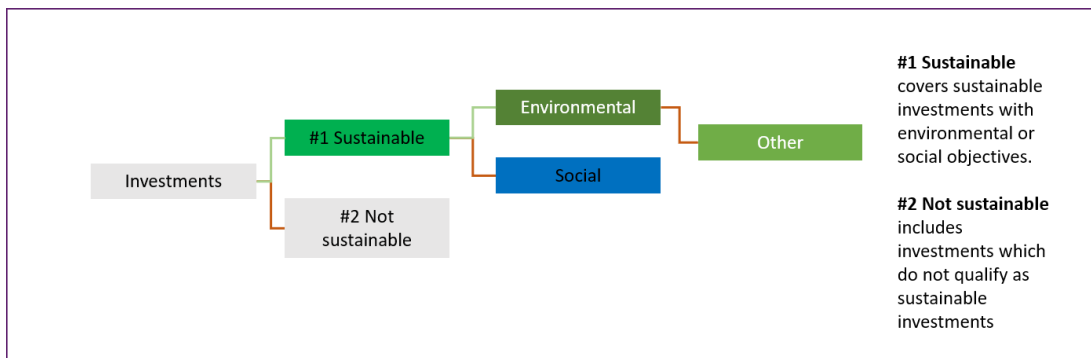 Investments
#1 Sustainable
#2 Not
sustainable
Environmental
Social
Other
#1 Sustainable
covers sustainable
investments with
environmental or
social objectives.
#2 Not sustainable
includes
investments which
do not qualify as
sustainable
investments